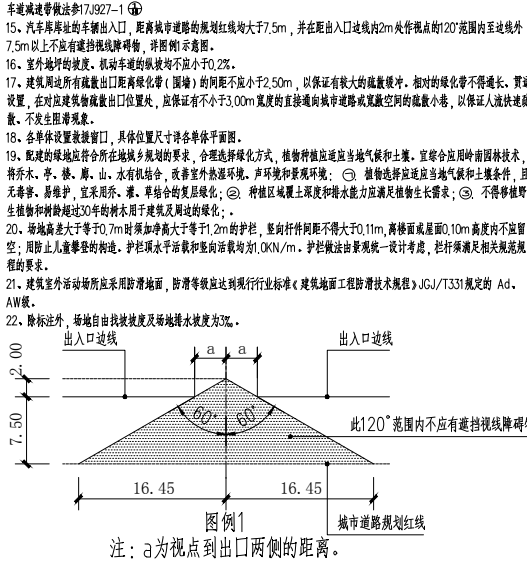 车道减速带做法参17J927-1
15、汽车库库址的车辆出入口，距离城市道路的规划红线均大于7.5m，并在距出入口边线内2m处作视点的120°范围内至边线外
7.5m以上不应有遮挡视线障碍物，详图例1示意图。
16、室外地坪的坡度、机动车道的纵坡均不应小于0.2%。
17、建筑周边所有疏散出口距离绿化带(围墙)的间距不应小于2.50m，以保证有较大的疏散缓冲。相对的绿化带不得通长、贯通
设置，在对应建筑物疏散出口位置处，应保证有不小于3.00m宽度的直接通向城市道路或宽敞空间的疏散小巷，以保证人流快速疏
散、不发生阻滞现象。
18、各单体设置救援窗口，具体位置尺寸详各单体平面图。
19、配建的绿地应符合所在地城乡规划的要求，合理选择绿化方式，植物种植应适应当地气候和土壤。宜综合应用岭南园林技术，
将乔木、亭、楼、廊、山、水有机结合，改善室外热湿环境、声环境和景观环境：①、植物选择应适应当地气候和土壤条件，且
无毒害、易维护，宜采用乔、灌、草结合的复层绿化；②、种植区域覆土深度和排水能力应满足植物生长需求；③、不得移植野
生植物和树龄超过30年的树木用于建筑及周边的绿化；。
20、场地高差大于等于0.7m时须加净高大于等于1.2m的护栏，竖向杆件间距不得大于0.11m,离楼面或屋面0.10m高度内不应留
空；用防止儿童攀登的构造。护栏顶水平活载和竖向活载均为1.0KN/m。护栏做法由景观统一设计考虑，栏杆须满足相关规范规
程的要求。
21、建筑室外活动场所应采用防滑地面，防滑等级应达到现行行业标准《建筑地面工程防滑技术规程》JGJ/T331规定的 Ad、
AW级。
22、除标注外，场地自由找坡坡度及场地排水坡度为3‰。
出入口边线
a a
出入口边线
2.00
7.50
60° 60°
此120°范围内不应有遮挡视线障碍物
16.45 16.45
图例1
城市道路规划红线
注：a为视点到出口两侧的距离。